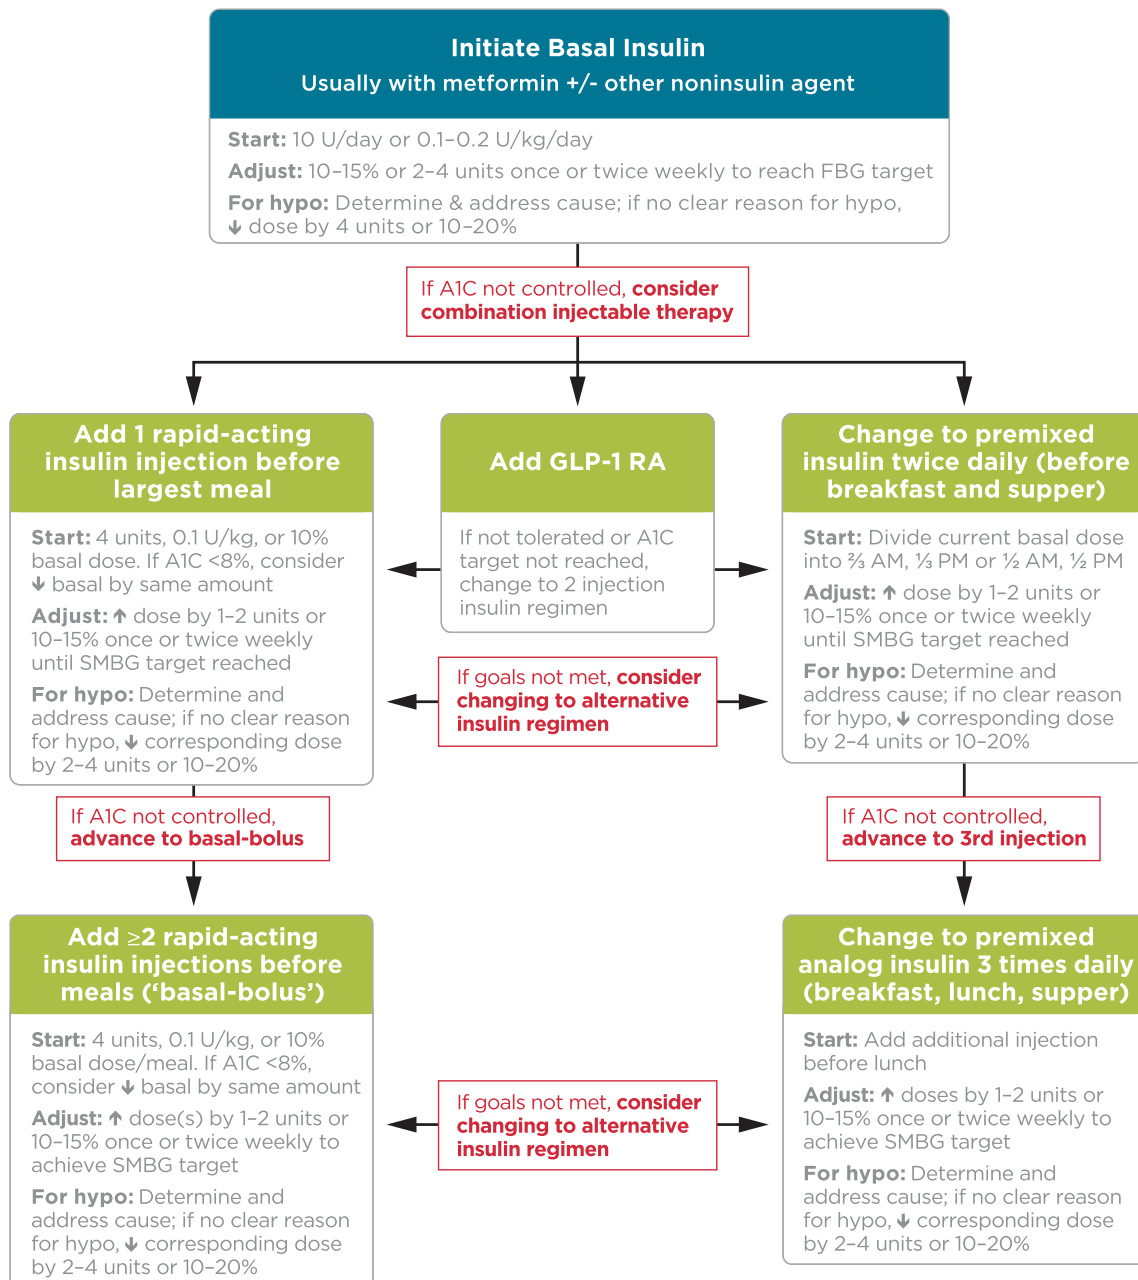 Initiate Basal Insulin
Usually with metformin +/- other noninsulin agent
Start: 10 U/day or 0.1–0.2 U/kg/day
Adjust: 10–15% or 2–4 units once or twice weekly to reach FBG target
For hypo: Determine & address cause; if no clear reason for hypo,
↓ dose by 4 units or 10–20%
If A1C not controlled, consider
combination injectable therapy
Add 1 rapid-acting
insulin injection before
largest meal
Start: 4 units, 0.1 U/kg, or 10%
basal dose. If A1C <8%, consider
↓ basal by same amount
Adjust: ↑ dose by 1–2 units or
10–15% once or twice weekly
until SMBG target reached
For hypo: Determine and
address cause; if no clear reason
for hypo, ↓ corresponding dose
by 2–4 units or 10–20%
Add GLP-1 RA
If not tolerated or A1C
target not reached,
change to 2 injection
insulin regimen
Change to premixed
insulin twice daily (before
breakfast and supper)
Start: Divide current basal dose
into ⅔ AM, ⅓ PM or ½ AM, ½ PM
Adjust: ↑ dose by 1–2 units or
10–15% once or twice weekly
until SMBG target reached
For hypo: Determine and
address cause; if no clear reason
for hypo, ↓ corresponding dose
by 2–4 units or 10–20%
If goals not met, consider
changing to alternative
insulin regimen
If A1C not controlled,
advance to basal-bolus
If A1C not controlled,
advance to 3rd injection
Add ≥2 rapid-acting
insulin injections before
meals (‘basal-bolus’)
Start: 4 units, 0.1 U/kg, or 10%
basal dose/meal. If A1C <8%,
consider ↓ basal by same amount
Adjust: ↑ dose(s) by 1–2 units or
10–15% once or twice weekly to
achieve SMBG target
For hypo: Determine and
address cause; if no clear reason
for hypo, ↓ corresponding dose
by 2–4 units or 10–20%
If goals not met, consider
changing to alternative
insulin regimen
Change to premixed
analog insulin 3 times daily
(breakfast, lunch, supper)
Start: Add additional injection
before lunch
Adjust: ↑ doses by 1–2 units or
10–15% once or twice weekly to
achieve SMBG target
For hypo: Determine and
address cause; if no clear reason
for hypo, ↓ corresponding dose
by 2–4 units or 10–20%